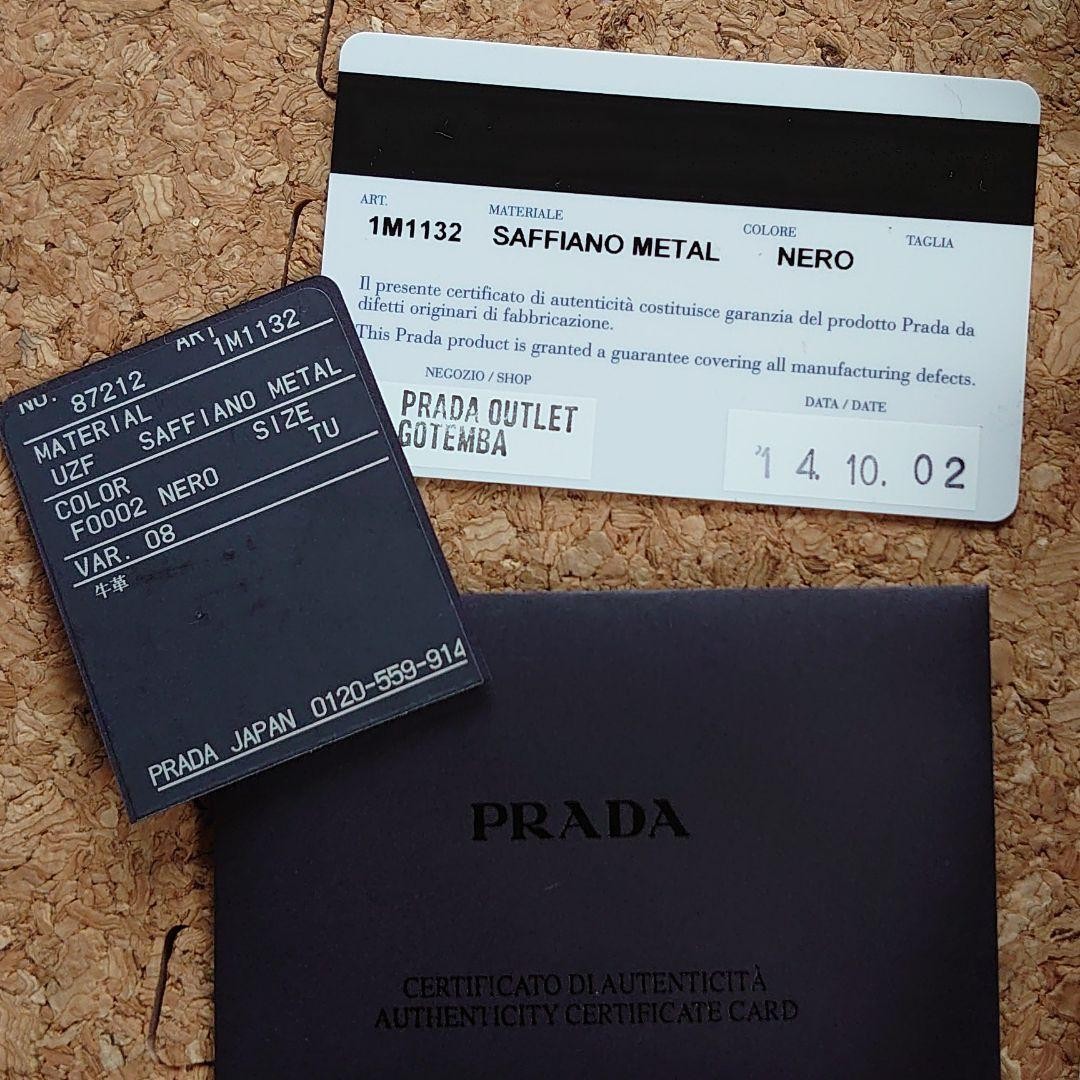 ART.
1M1132
MATERIALE
SAFFIANO METAL
COLORE
NERO
TAGLIA
Il presente certificato di autenticità costituisce garanzia del prodotto Prada da
difetti originari di fabbricazione.
This Prada product is granted a guarantee covering all manufacturing defects.
NEGOZIO / SHOP
PRADA OUTLET
GOTEMBA
DATA / DATE
'14. 10. 02
ART
1M1132
NO. 87212
MATERIAL
UZF SAFFIANO METAL
COLOR SIZE
F0002 NERO TU
VAR. 08
牛革
PRADA JAPAN 0120-559-914
PRADA
CERTIFICATO DI AUTENTICITÀ
AUTHENTICITY CERTIFICATE CARD